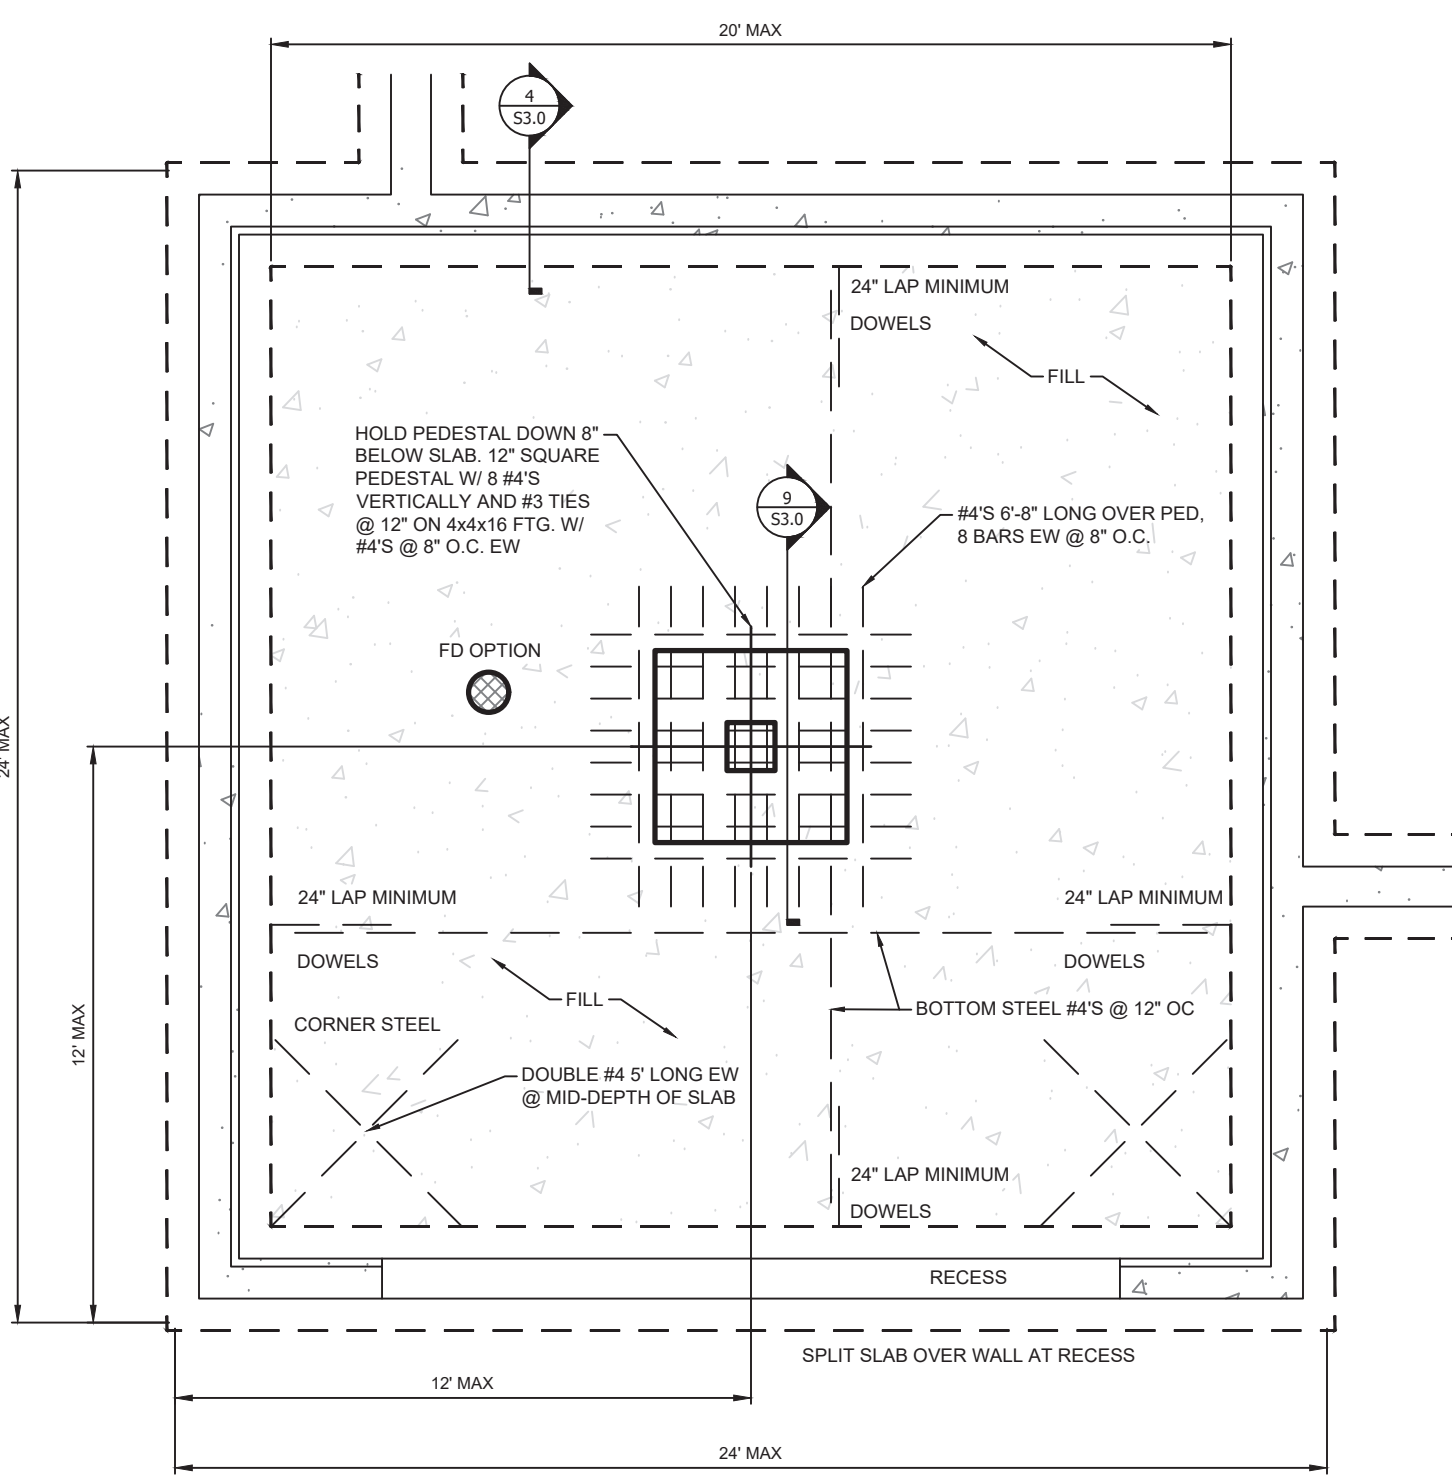 20' MAX
4
S3.0
24" LAP MINIMUM
DOWELS
FILL
HOLD PEDESTAL DOWN 8"
BELOW SLAB. 12" SQUARE
PEDESTAL W/ 8 #4'S
VERTICALLY AND #3 TIES
@ 12" ON 4x4x16 FTG. W/
#4'S @ 8" O.C. EW
9
S3.0
#4'S 6'-8" LONG OVER PED,
8 BARS EW @ 8" O.C.
FD OPTION
24' MAX
24" LAP MINIMUM
24" LAP MINIMUM
DOWELS
DOWELS
FILL
BOTTOM STEEL #4'S @ 12" OC
CORNER STEEL
12' MAX
DOUBLE #4 5' LONG EW
@ MID-DEPTH OF SLAB
24" LAP MINIMUM
DOWELS
RECESS
SPLIT SLAB OVER WALL AT RECESS
12' MAX
24' MAX